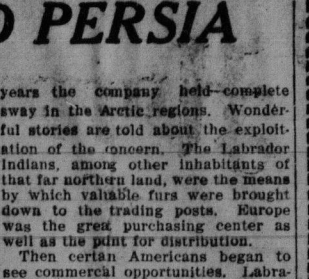 O PERSIA
years the company held complete
sway in the Arctic regions. Wonder-
ful stories are told about the exploit-
ation of the concern. The Labrador
Indians, among other inhabitants of
that far northern land, were the means
by which valuable furs were brought
down to the trading posts. Europe
was the great purchasing center as
well as the point for distribution.
Then certan Americans began to
see commercal opportunities. Labra-